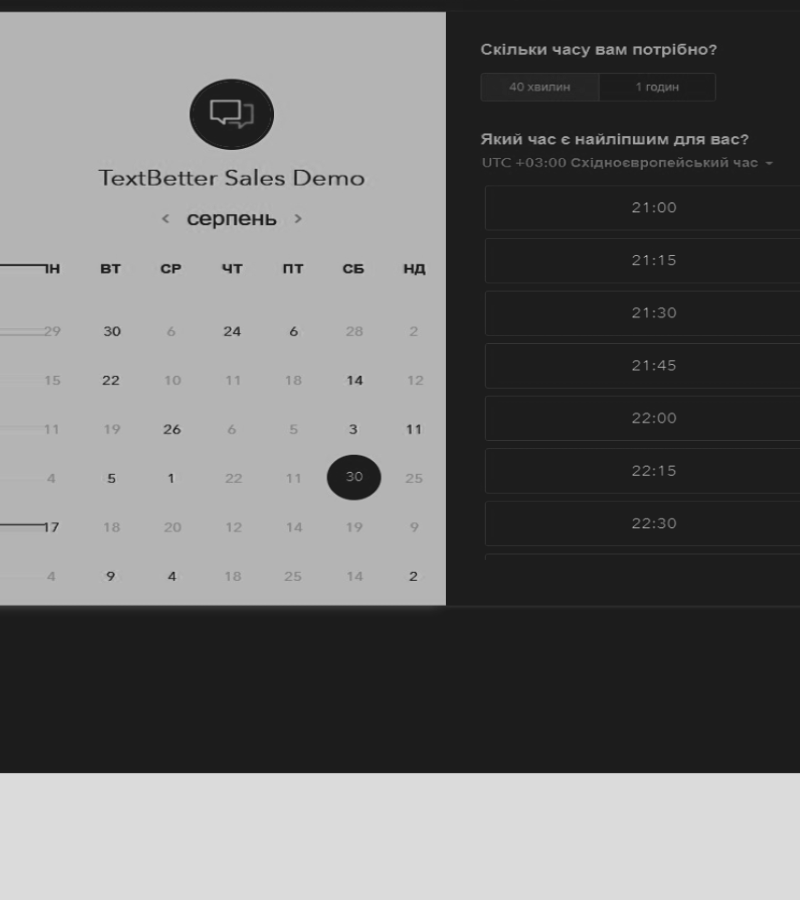 TextBetter Sales Demo
< серпень >
ІН ВТ СР ЧТ ПТ СБ НД
29 30 6 24 6 28 2
15 22 10 11 18 14 12
11 19 26 6 5 3 11
4 5 1 22 11 30 25
17 18 20 12 14 19 9
4 9 4 18 25 14 2
Скільки часу вам потрібно?
40 хвилин 1 годин
Який час є найліпшим для вас?
UTC +03:00 Східноєвропейський час
21:00
21:15
21:30
21:45
22:00
22:15
22:30